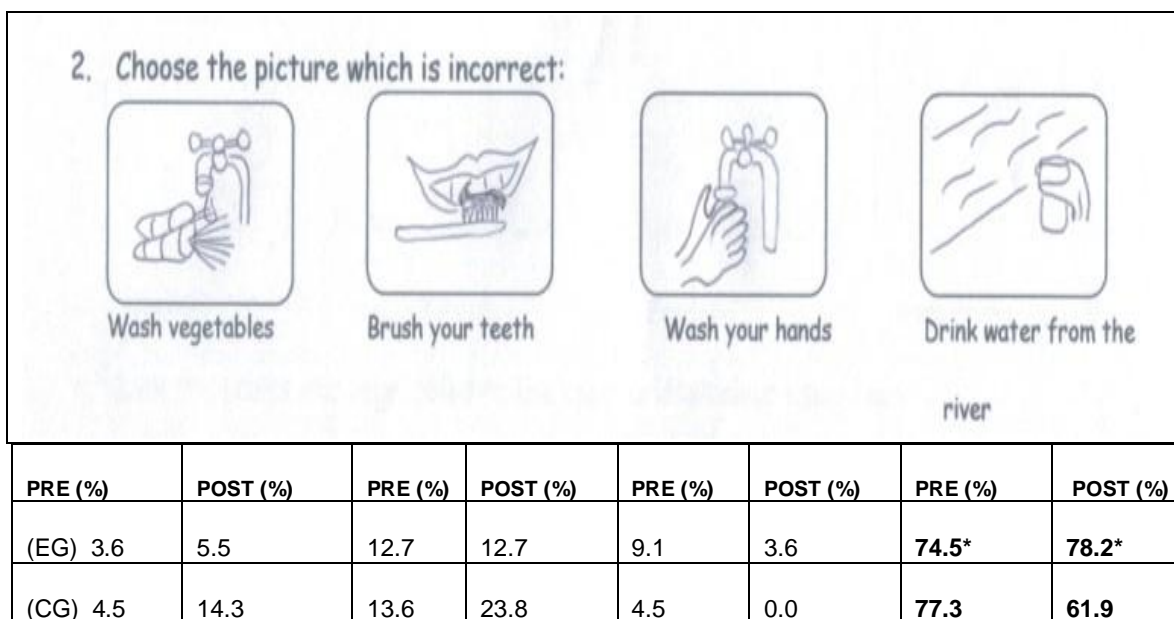 2. Choose the picture which is incorrect:
Wash vegetables Brush your teeth Wash your hands Drink water from the
river
PRE (%) POST (%) PRE (%) POST (%) PRE (%) POST (%) PRE (%) POST (%)
(EG) 3.6 5.5 12.7 12.7 9.1 3.6 74.5* 78.2*
(CG) 4.5 14.3 13.6 23.8 4.5 0.0 77.3 61.9